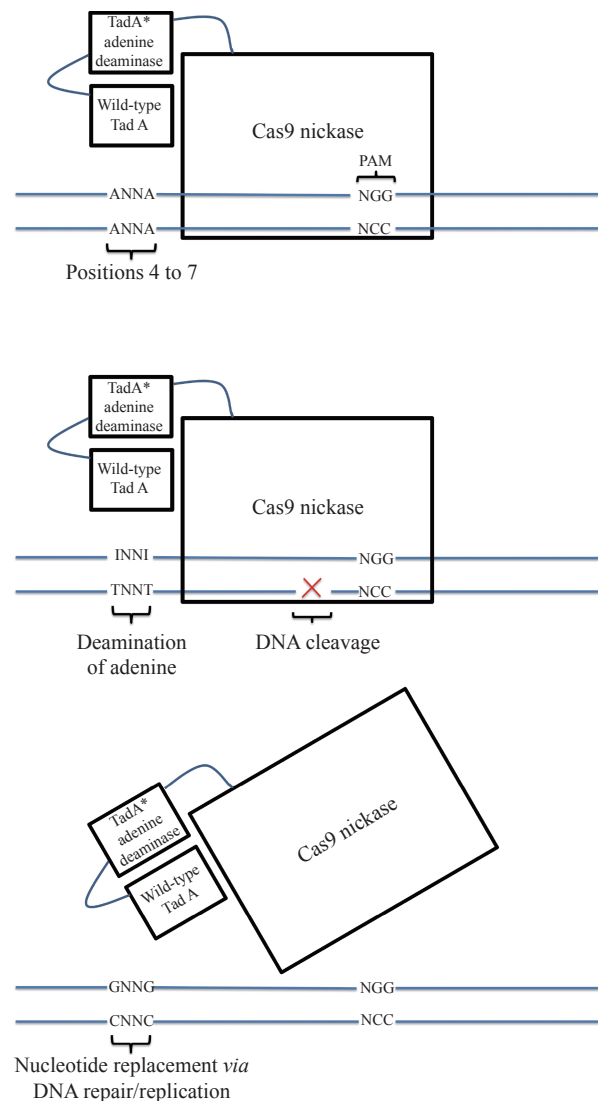 TadA*
adenine
deaminase
Wild-type
Tad A
Cas9 nickase
PAM
ANNA
NGG
ANNA
NCC
Positions 4 to 7
TadA*
adenine
deaminase
Wild-type
Tad A
Cas9 nickase
INNI
NGG
TNNT
NCC
Deamination
of adenine
DNA cleavage
TadA*
adenine
deaminase
Wild-type
Tad A
Cas9 nickase
GNNG
NGG
CNNC
NCC
Nucleotide replacement via
DNA repair/replication